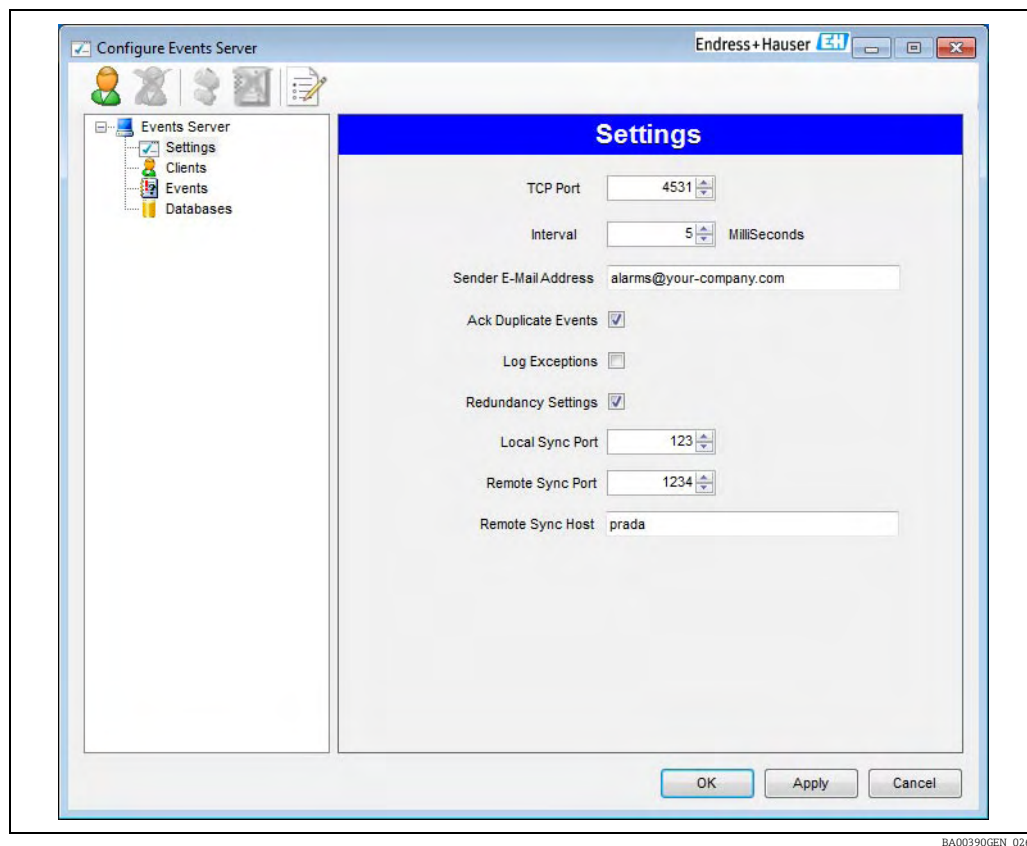 Configure Events Server
Endress+Hauser EH
Events Server
Settings
Clients
Events
Databases
Settings
TCP Port 4531
Interval 5 MilliSeconds
Sender E-Mail Address alarms@your-company.com
Ack Duplicate Events
Log Exceptions
Redundancy Settings
Local Sync Port 123
Remote Sync Port 1234
Remote Sync Host prada
OK Apply Cancel